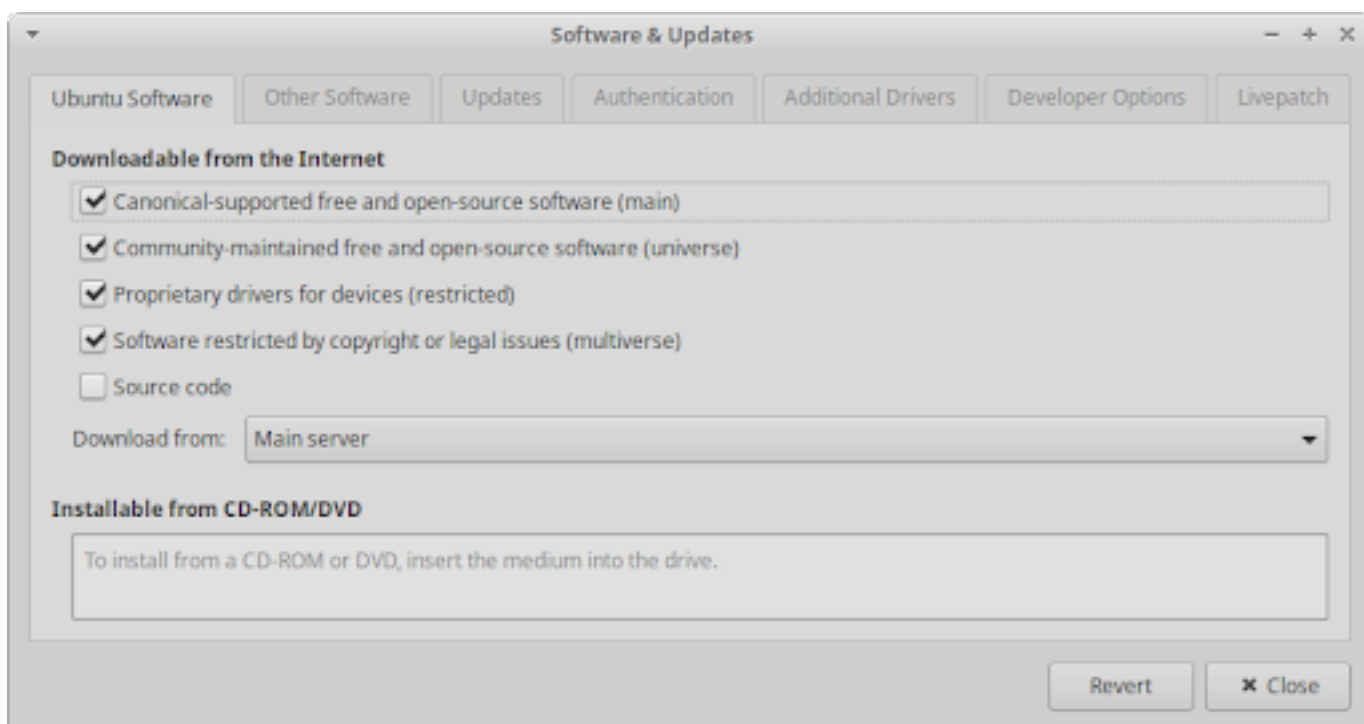 Software & Updates
Ubuntu Software Other Software Updates Authentication Additional Drivers Developer Options Livepatch
Downloadable from the Internet
Canonical-supported free and open-source software (main)
Community-maintained free and open-source software (universe)
Proprietary drivers for devices (restricted)
Software restricted by copyright or legal issues (multiverse)
Source code
Download from: Main server
Installable from CD-ROM/DVD
To install from a CD-ROM or DVD, insert the medium into the drive.
Revert Close